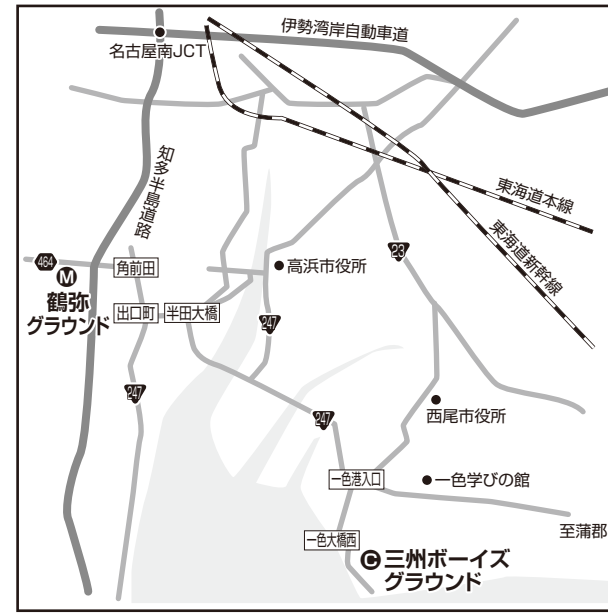 伊勢湾岸自動車道
名古屋南JCT
知多半島道路
東海道本線
東海道新幹線
23
464
M
鶴弥
グラウンド
角前田
高浜市役所
出口町
半田大橋
247
247
247
西尾市役所
一色港入口
一色学びの館
至蒲郡
一色大橋西
C 三州ボーイズ
グラウンド